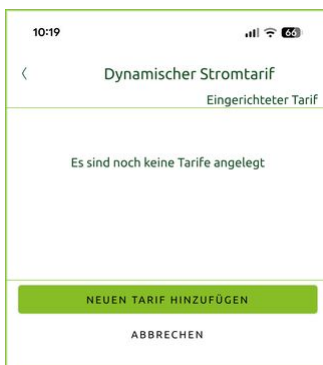 10:19
66
Dynamischer Stromtarif
Eingerichteter Tarif
Es sind noch keine Tarife angelegt
NEUEN TARIF HINZUFÜGEN
ABBRECHEN